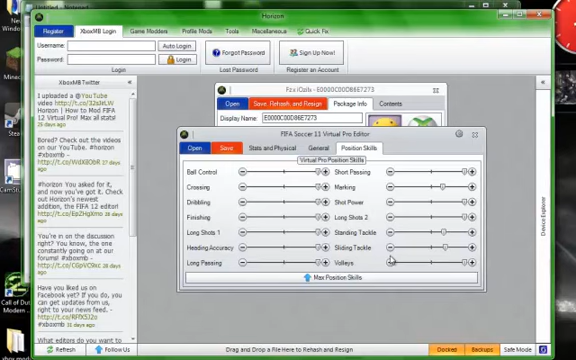 Horizon
Register
XboxMB Login
Game Modders
Profile Mods
Tools
Miscellaneous
Quick Fix
Username:
Auto Login
Password:
Login
Forgot Password
Sign Up Now!
Login
Lost Password
Register an Account
XboxMB Twitter
I uploaded a @YouTube
Horizon | How to Mod FIFA
12 Virtual Pro! Max all stats!
Bored? Check out the videos
on our YouTube channel!
#xboxmb -
#horizon You asked for it,
and now you've got it. Check
out Horizon's newest
addition, the FIFA 12 editor!
#xboxmb -
You're in on the discussion
right? You're the one
constantly going on at our
forums!
#xboxmb
Have you liked us on
Facebook yet? If you do, you
can get updates from us,
right to your news feed.
What editors do you want
Refresh
Follow Us
Open
Save, Rehash, and Resign
Package Info
Contents
Display Name:
E0000C00D86E7273
FIFA Soccer 11 Virtual Pro Editor
Open
Save
Stats and Physical
General
Position Skills
Virtual Pro Position Skills
Ball Control
Short Passing
Crossing
Marking
Dribbling
Shot Power
Finishing
Long Shots 2
Long Shots 1
Standing Tackle
Heading Accuracy
Sliding Tackle
Long Passing
Volleys
Max Position Skills
Device Explorer
Drag and Drop a File Here to Rehash and Resign
Docked
Backups
Safe Mode